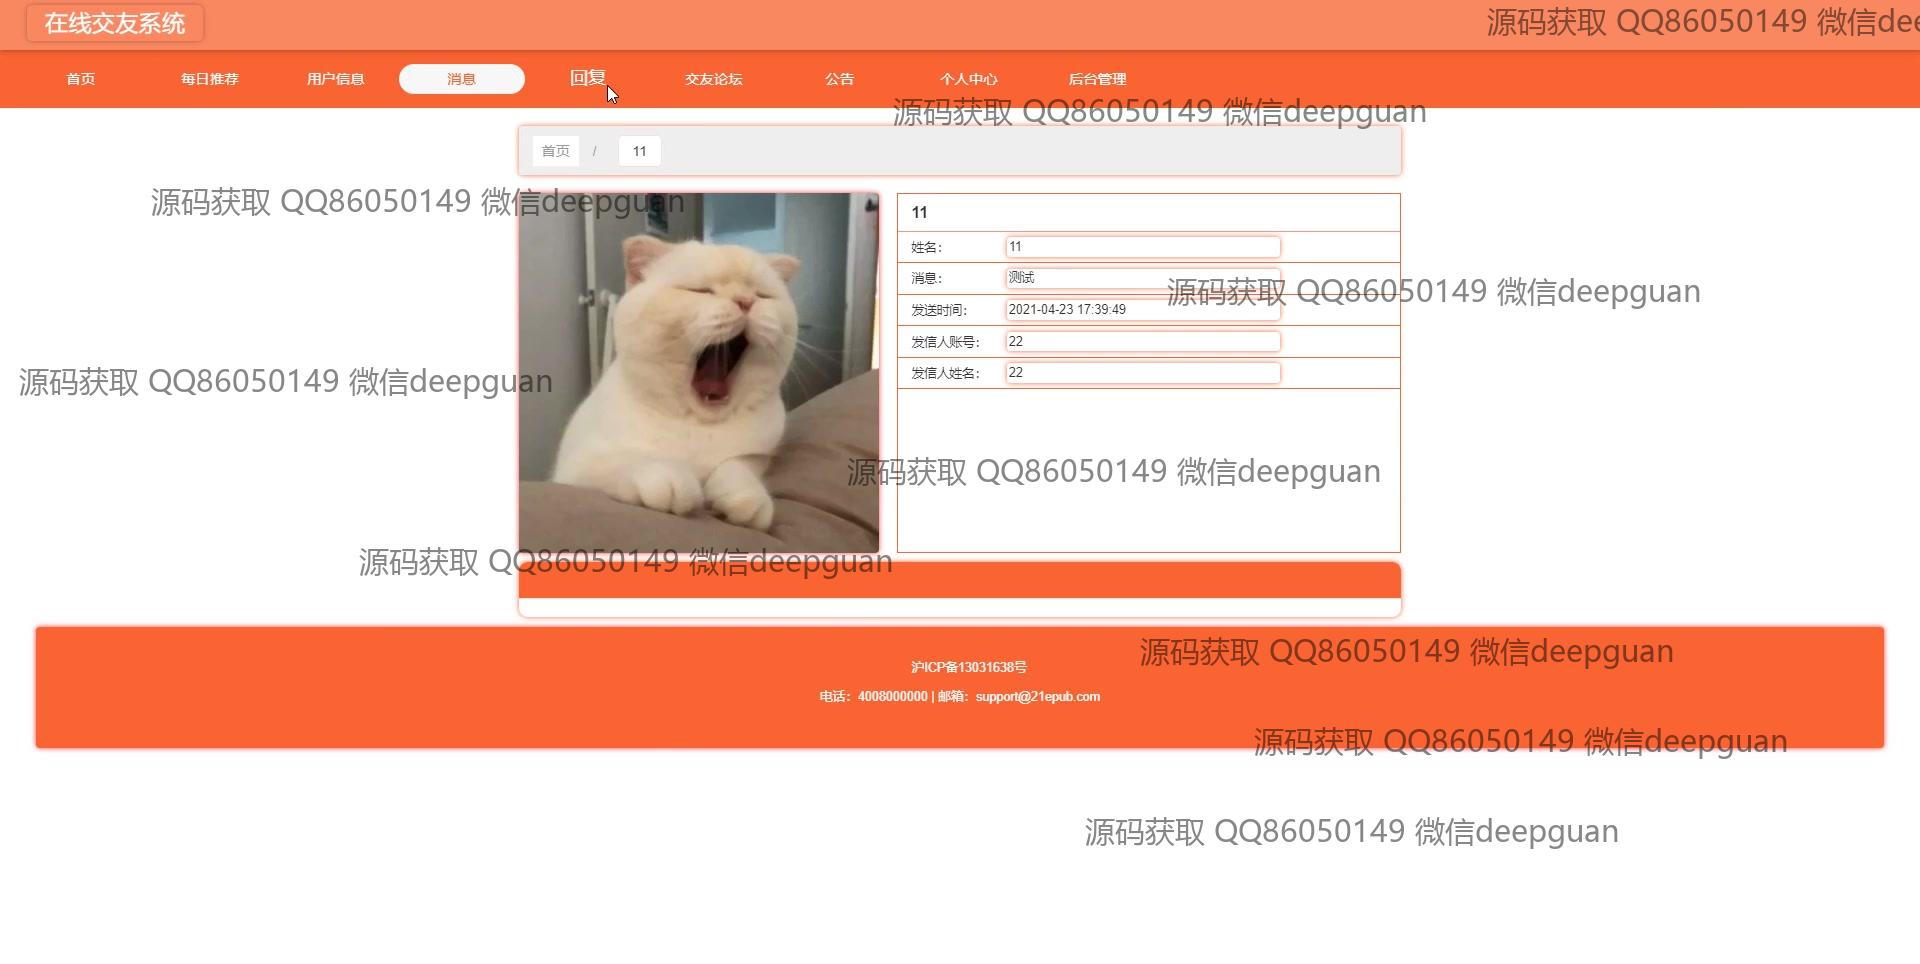 在线交友系统
源码获取 QQ86050149 微信dee
首页 每日推荐 用户信息 消息 回复 交友论坛 公告 个人中心 后台管理
源码获取 QQ86050149 微信deepguan
首页 / 11
源码获取 QQ86050149 微信deepguan
11
姓名： 11
消息： 测试
源码获取 QQ86050149 微信deepguan
发送时间： 2021-04-23 17:39:49
发信人账号： 22
发信人姓名： 22
源码获取 QQ86050149 微信deepguan
源码获取 QQ86050149 微信deepguan
源码获取 QQ86050149 微信deepguan
源码获取 QQ86050149 微信deepguan
沪ICP备13031638号
电话：4008000000 | 邮箱：support@21epub.com
源码获取 QQ86050149 微信deepguan
源码获取 QQ86050149 微信deepguan